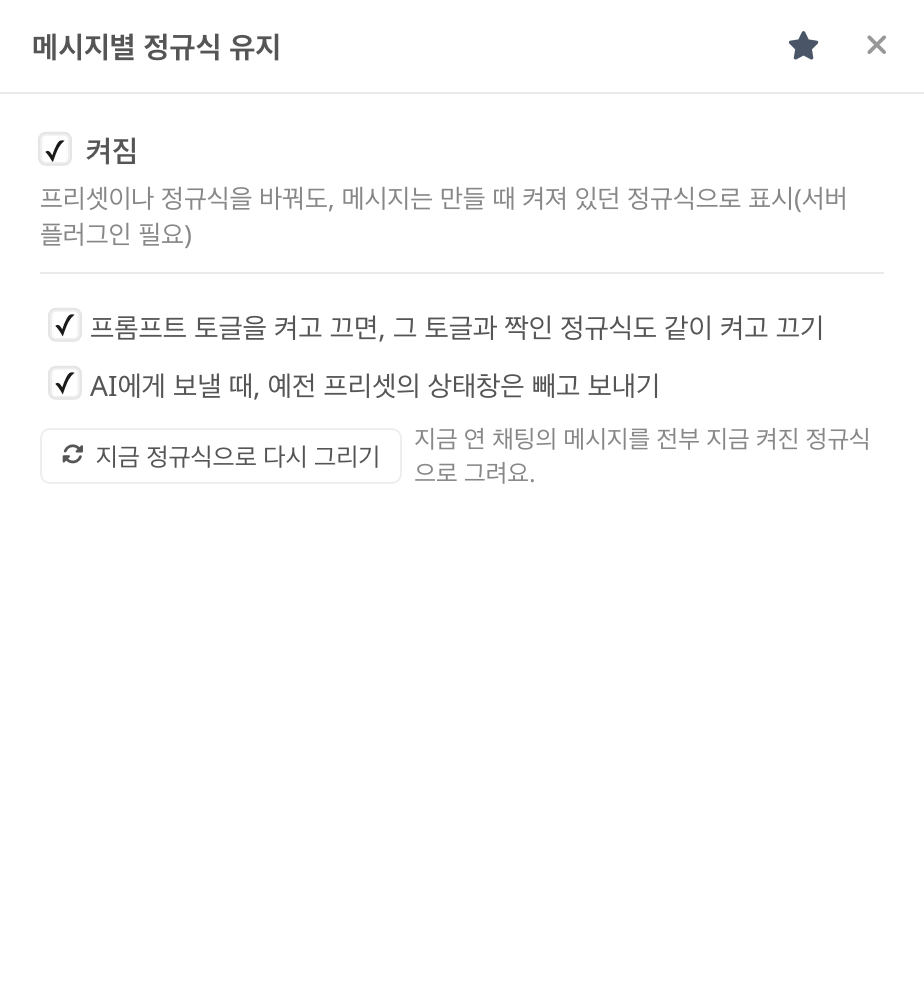 메시지별 정규식 유지
켜짐
프리셋이나 정규식을 바꿔도, 메시지는 만들 때 켜져 있던 정규식으로 표시(서버
플러그인 필요)
프롬프트 토글을 켜고 끄면, 그 토글과 짝인 정규식도 같이 켜고 끄기
AI에게 보낼 때, 예전 프리셋의 상태창은 빼고 보내기
지금 정규식으로 다시 그리기
지금 연 채팅의 메시지를 전부 지금 켜진 정규식
으로 그려요.